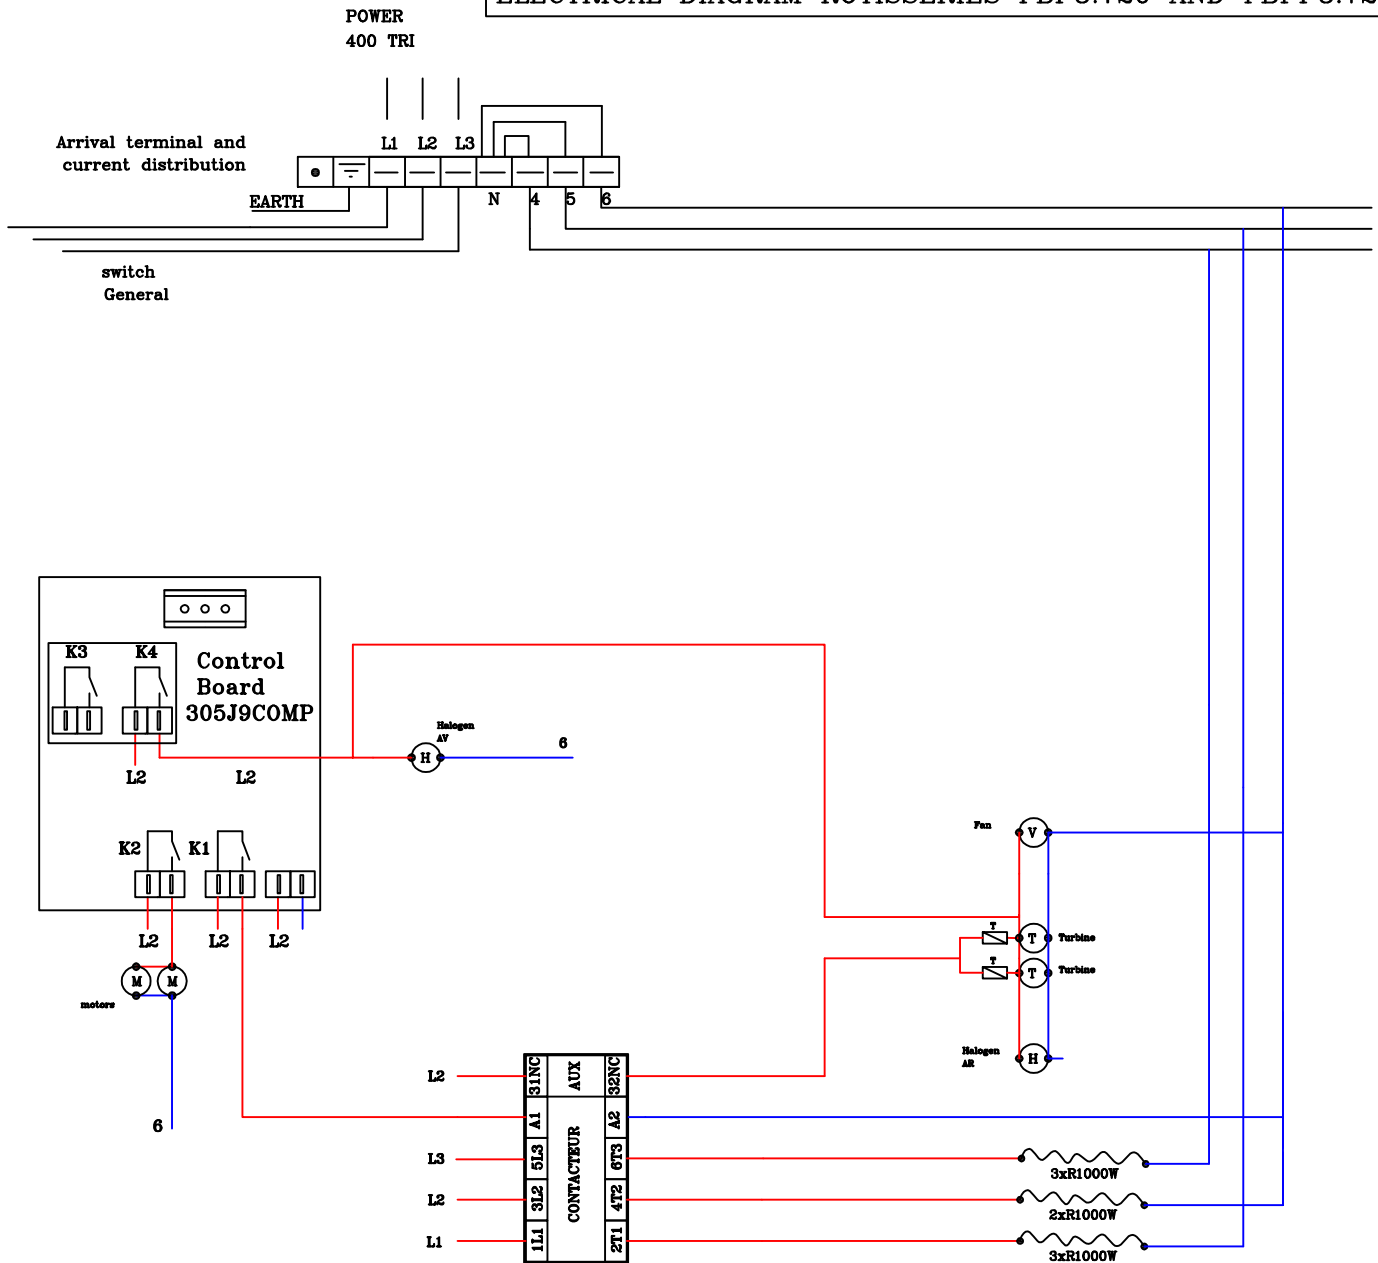 POWER
400 TRI
Arrival terminal and
current distribution
L1 L2 L3
EARTH
N 4 5 6
switch
General
K3 K4
Control
Board
305J9COMP
L2 L2
Halogen
AV
H
6
K2 K1
L2 L2 L2
M M
motors
6
Fan
V
T
T
Turbine
T
T
Turbine
Halogen
AR
H
L2
31NC AUX 32NC
A1 A2
CONTACTEUR
L3 5L3 6T3
3xR1000W
L2 3L2 4T2
2xR1000W
L1 1L1 2T1
3xR1000W